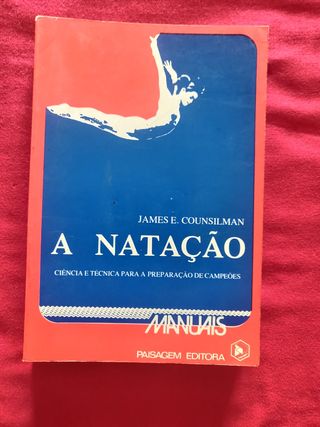 JAMES E. COUNSILMAN
A NATAÇÃO
CIÊNCIA E TÉCNICA PARA A PREPARAÇÃO DE CAMPEÕES
MANUAIS
PAISAGEM EDITORA